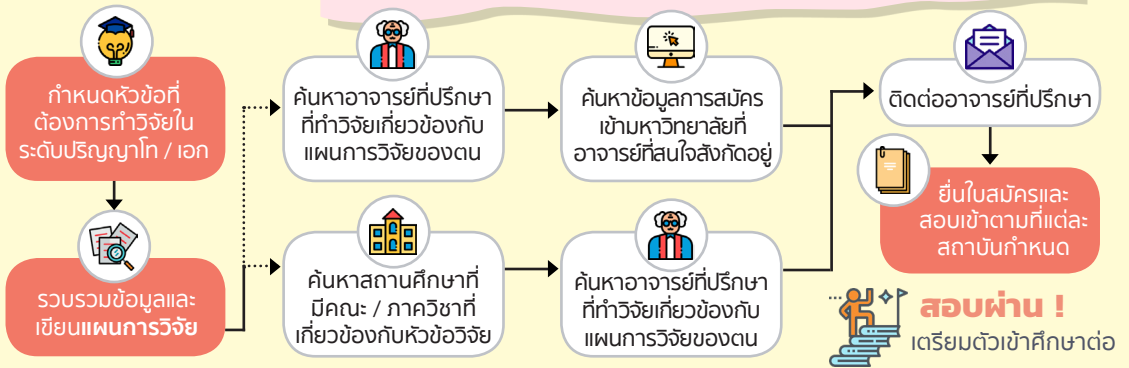 กำหนดหัวข้อที่
ต้องการทำวิจัยใน
ระดับปริญญาโท / เอก
รวบรวมข้อมูลและ
เขียนแผนการวิจัย
ค้นหาอาจารย์ที่ปรึกษา
ที่ทำวิจัยเกี่ยวข้องกับ
แผนการวิจัยของตน
ค้นหาข้อมูลการสมัคร
เข้ามหาวิทยาลัยที่
อาจารย์ที่สนใจสังกัดอยู่
ค้นหาสถานศึกษาที่
มีคณะ / ภาควิชาที่
เกี่ยวข้องกับหัวข้อวิจัย
ค้นหาอาจารย์ที่ปรึกษา
ที่ทำวิจัยเกี่ยวข้องกับ
แผนการวิจัยของตน
ติดต่ออาจารย์ที่ปรึกษา
ยื่นใบสมัครและ
สอบเข้าตามที่แต่ละ
สถาบันกำหนด
สอบผ่าน !
เตรียมตัวเข้าศึกษาต่อ